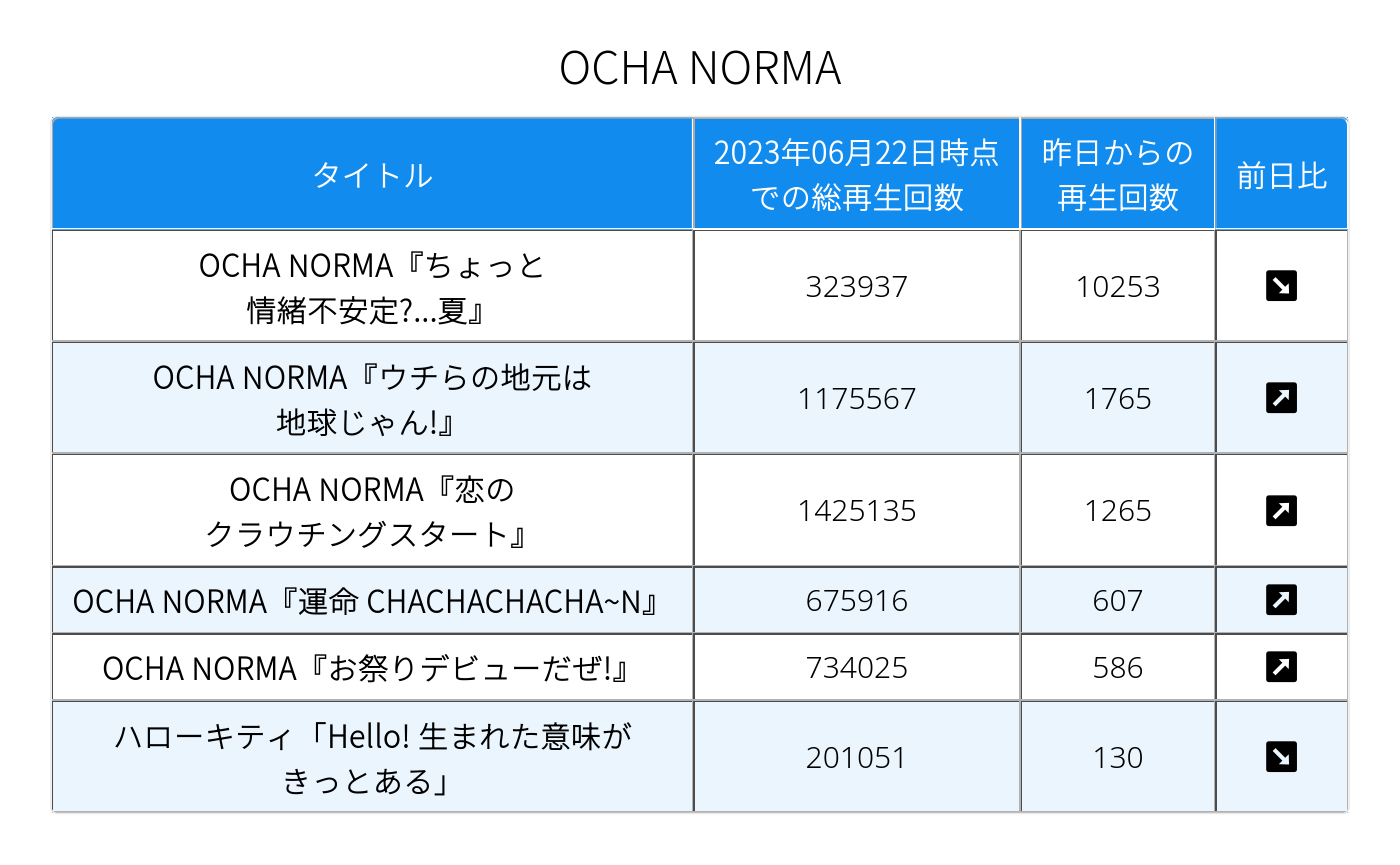 OCHA NORMA
タイトル
2023年06月22日時点
での総再生回数
昨日からの
再生回数
前日比
OCHA NORMA『ちょっと
情緒不安定?...夏』
323937
10253
OCHA NORMA『ウチらの地元は
地球じゃん!』
1175567
1765
OCHA NORMA『恋の
クラウチングスタート』
1425135
1265
OCHA NORMA『運命 CHACHACHACHA~N』
675916
607
OCHA NORMA『お祭りデビューだぜ!』
734025
586
ハローキティ「Hello! 生まれた意味が
きっとある」
201051
130